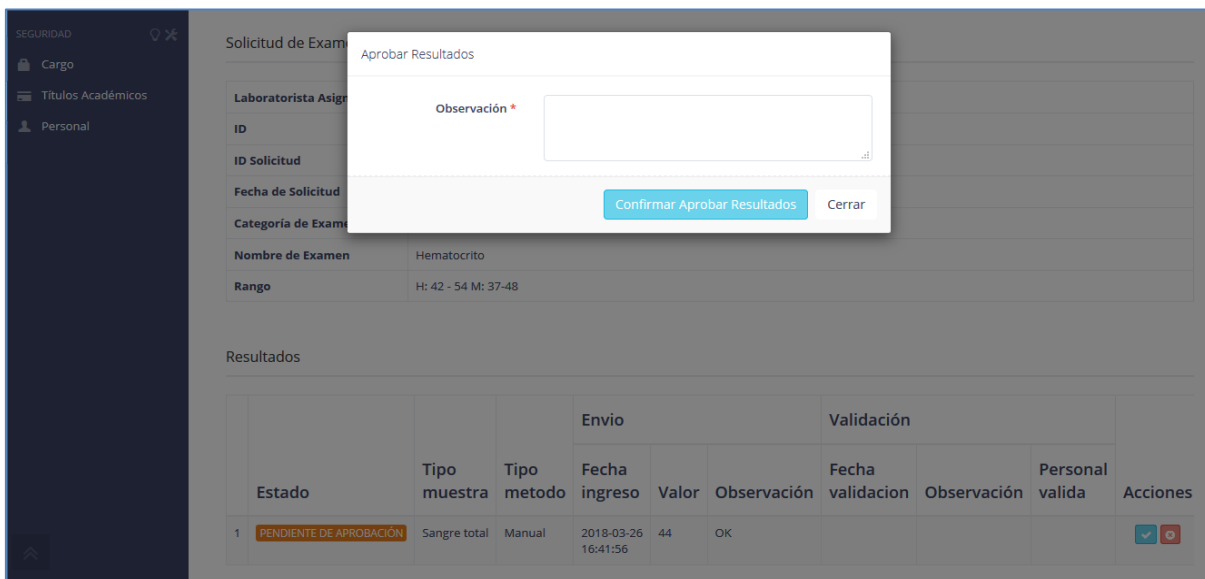 SEGURIDAD
Cargo
Títulos Académicos
Personal
Solicitud de Exam
Aprobar Resultados
Observación *
Confirmar Aprobar Resultados
Cerrar
Laboratorista Asign
ID
ID Solicitud
Fecha de Solicitud
Categoría de Exame
Nombre de Examen Hematocrito
Rango H: 42 - 54 M: 37-48
Resultados
Envio Validación
Estado Tipo muestra Tipo metodo Fecha ingreso Valor Observación Fecha validacion Observación Personal valida Acciones
1 PENDIENTE DE APROBACIÓN Sangre total Manual 2018-03-26 44 OK
16:41:56